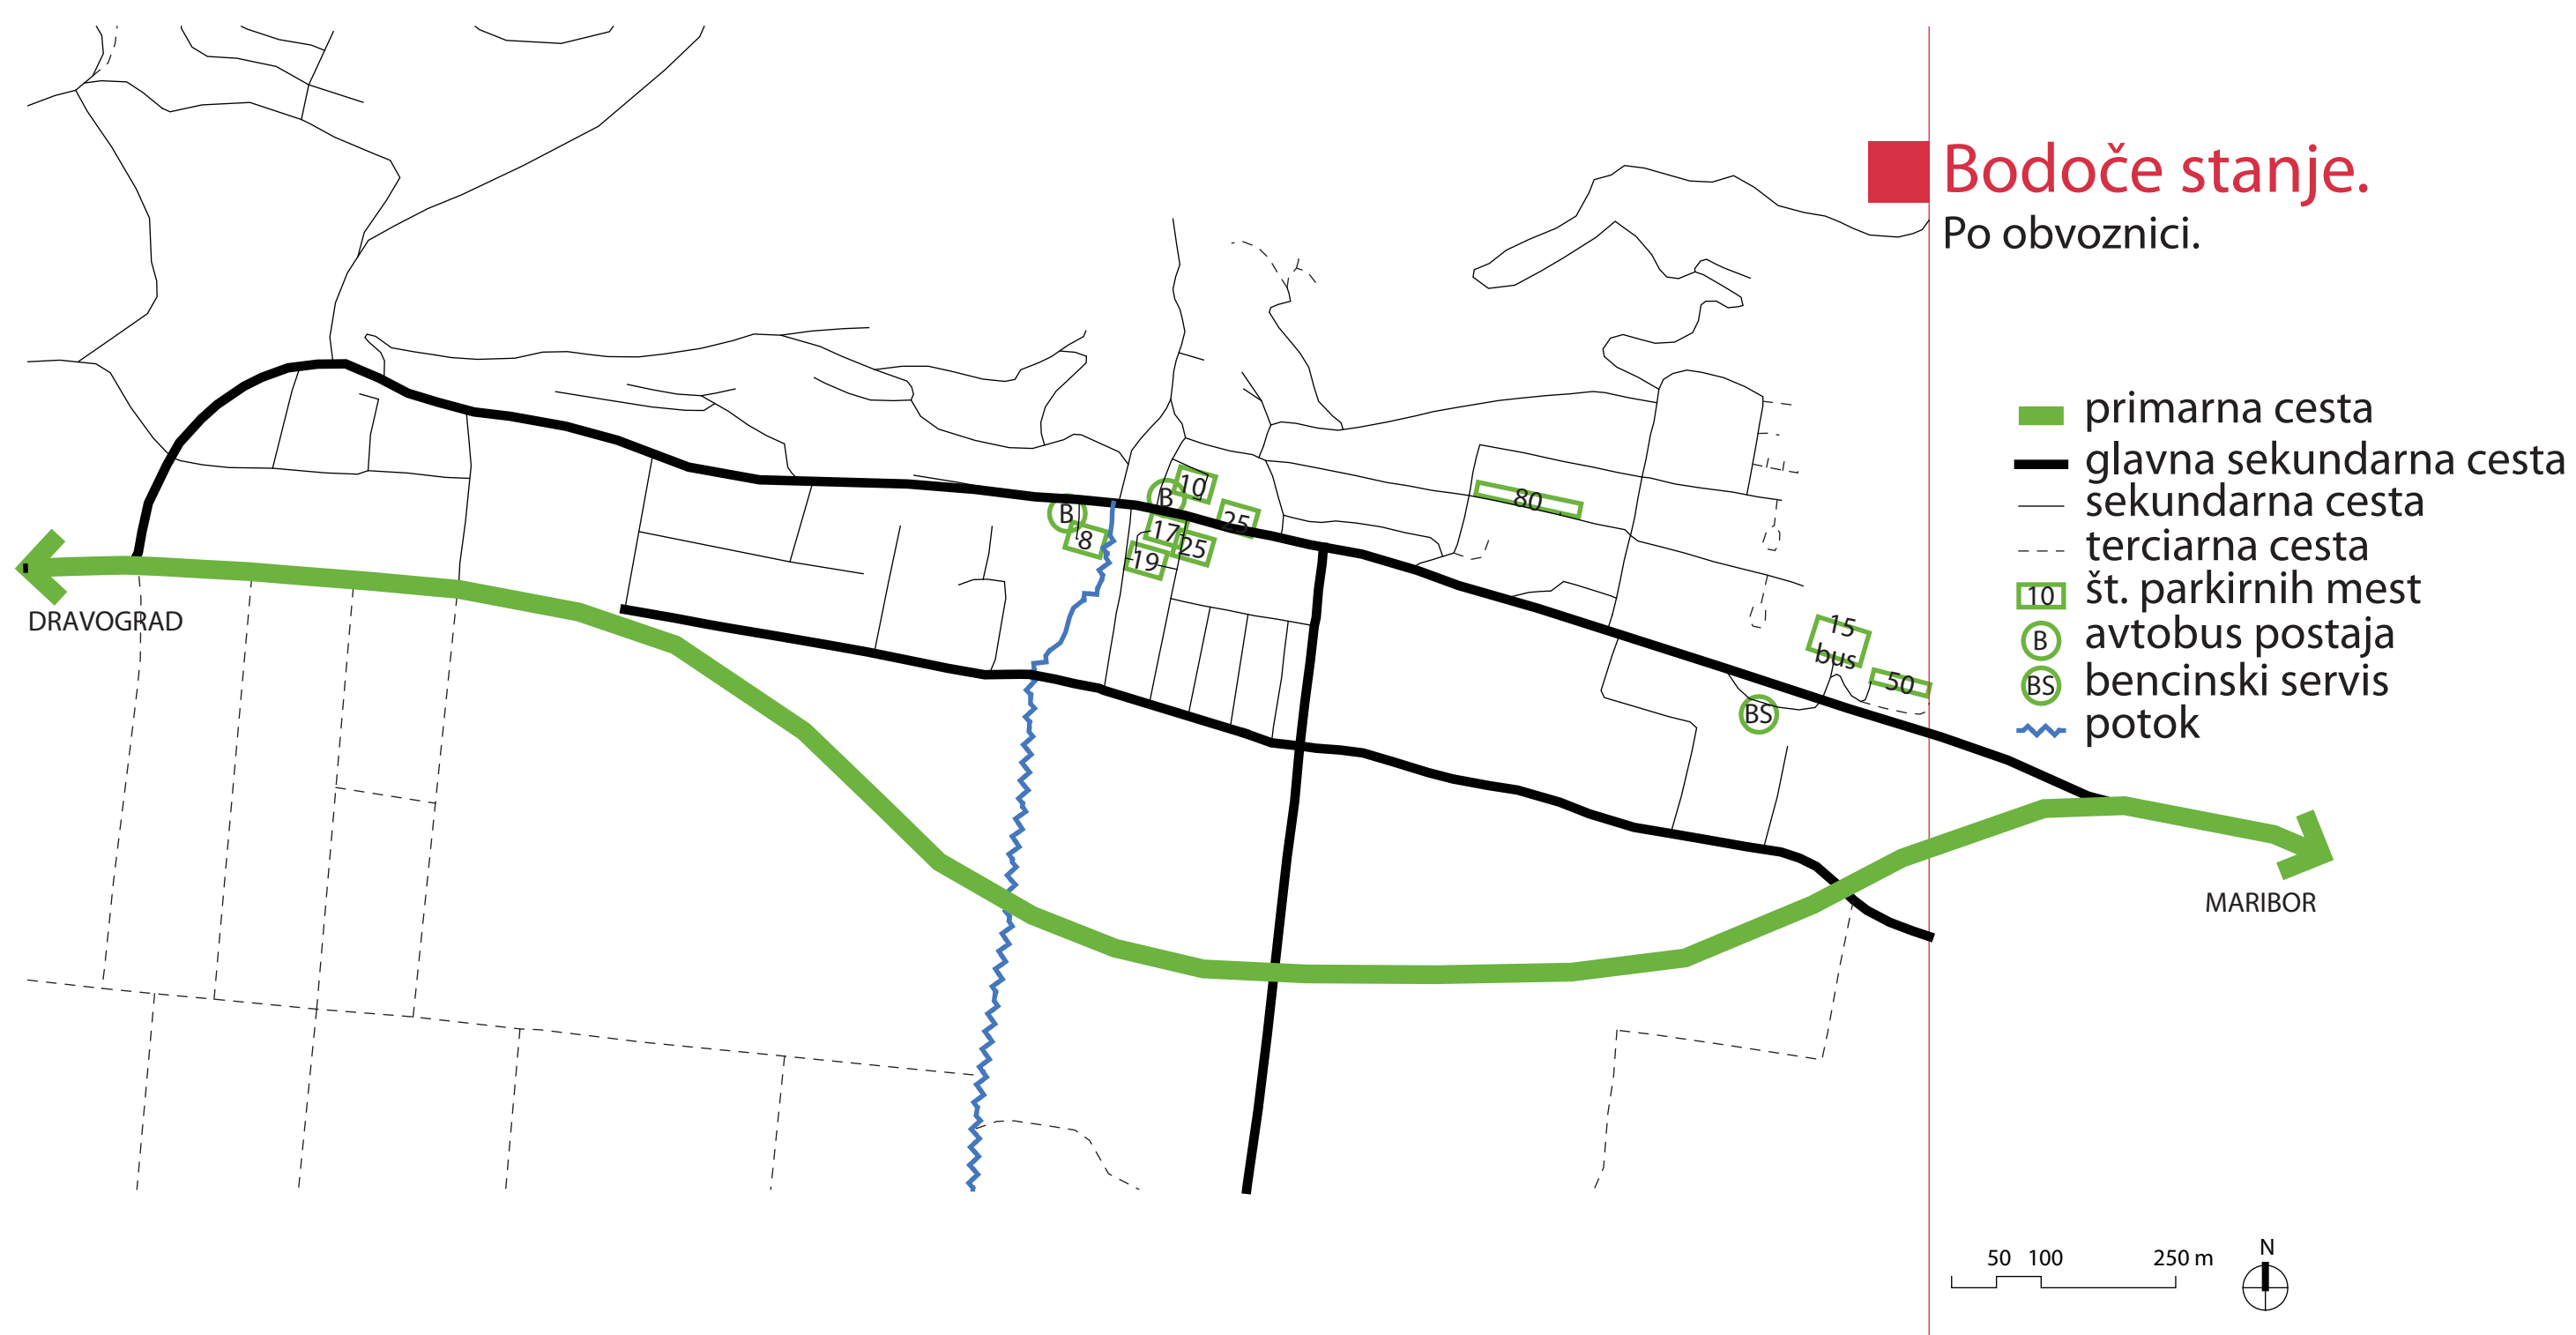 Bodoče stanje.
Po obvoznici.
primarna cesta
glavna sekundarna cesta
sekundarna cesta
terciarna cesta
10 št. parkirnih mest
B avtobus postaja
BS bencinski servis
potok
10
B
80
B
25
17
8
25
19
DRAVOGRAD
15
bus
50
BS
MARIBOR
N
50 100 250 m